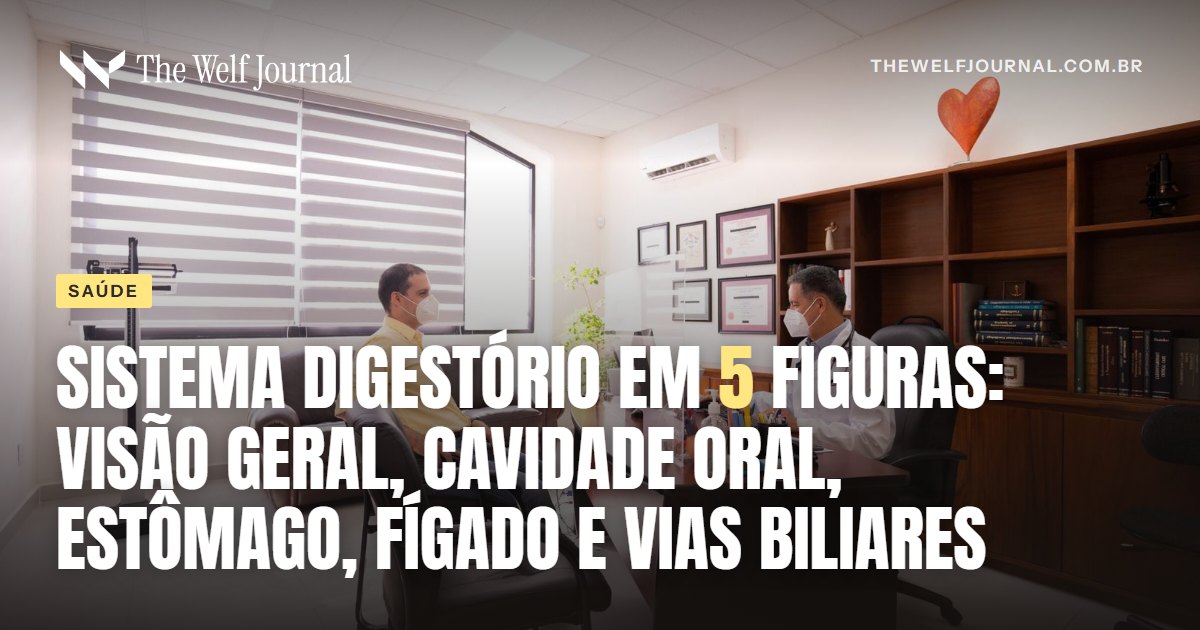 The Welf Journal
THEWELFJOURNAL.COM.BR
SAÚDE
SISTEMA DIGESTÓRIO EM 5 FIGURAS:
VISÃO GERAL, CAVIDADE ORAL,
ESTÔMAGO, FÍGADO E VIAS BILIARES